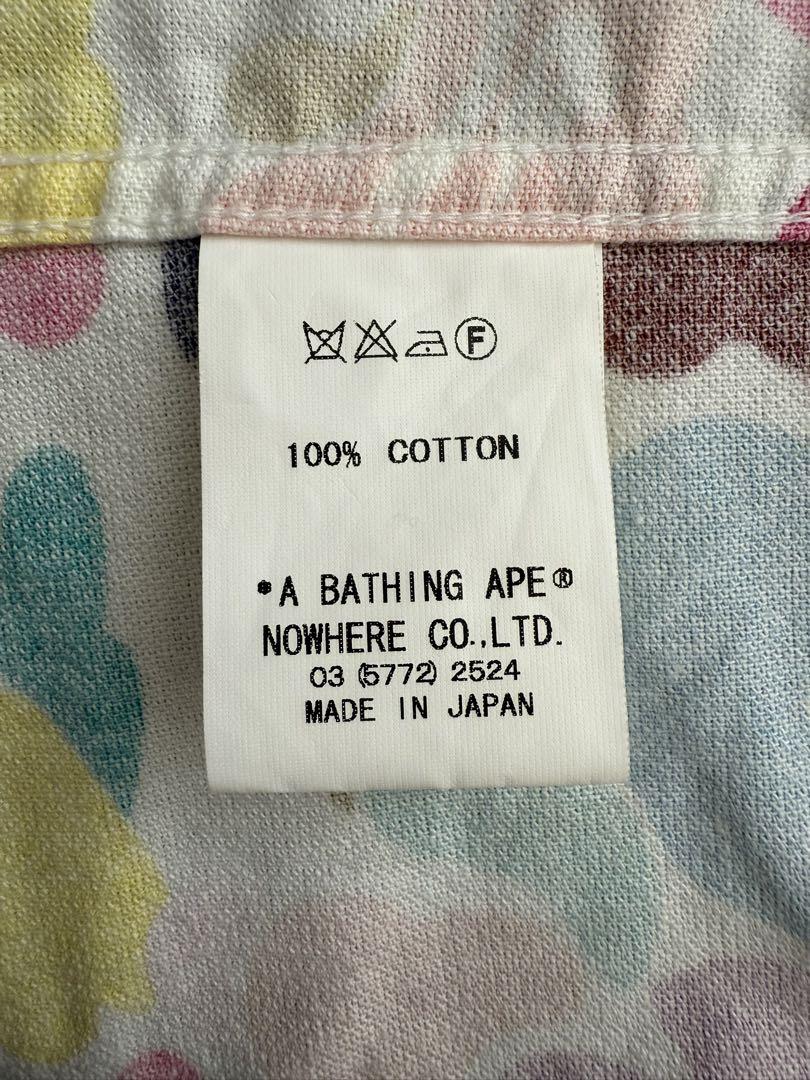 F
100% COTTON
*A BATHING APE®
NOWHERE CO.,LTD.
03 (5772) 2524
MADE IN JAPAN